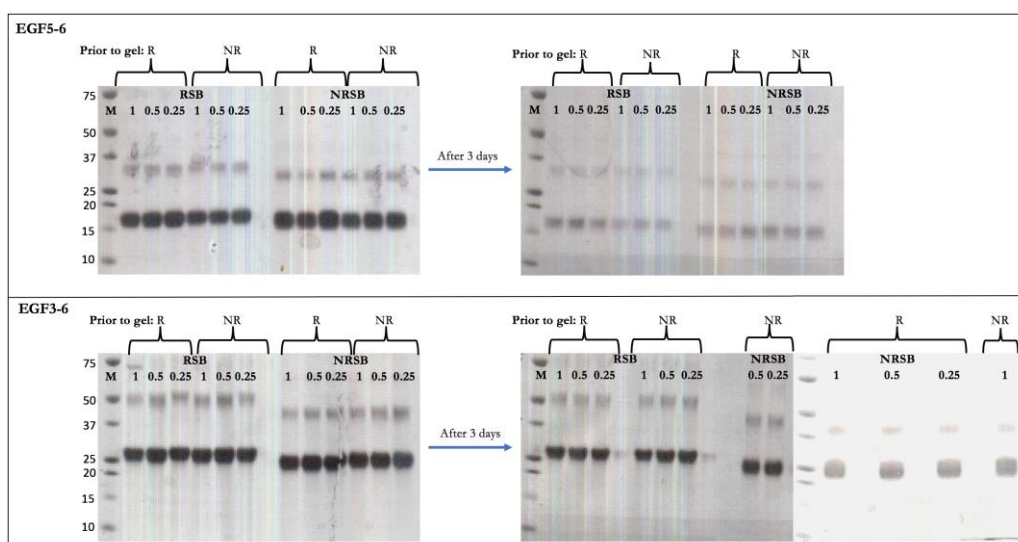 EGF5-6
Prior to gel: R NR R NR
RSB NRSB
75
M 1 0.5 0.25 1 0.5 0.25 1 0.5 0.25 1 0.5 0.25
50
37
25
20
15
10
After 3 days
Prior to gel: R NR R NR
RSB NRSB
M 1 0.5 0.25 1 0.5 0.25 1 0.5 0.25 1 0.5 0.25
EGF3-6
Prior to gel: R NR R NR
RSB NRSB
75
M 1 0.5 0.25 1 0.5 0.25 1 0.5 0.25 1 0.5 0.25
50
37
25
20
15
10
After 3 days
Prior to gel: R NR NR R NR
RSB NRSB NRSB
M 1 0.5 0.25 1 0.5 0.25 0.5 0.25 1 0.5 0.25 1